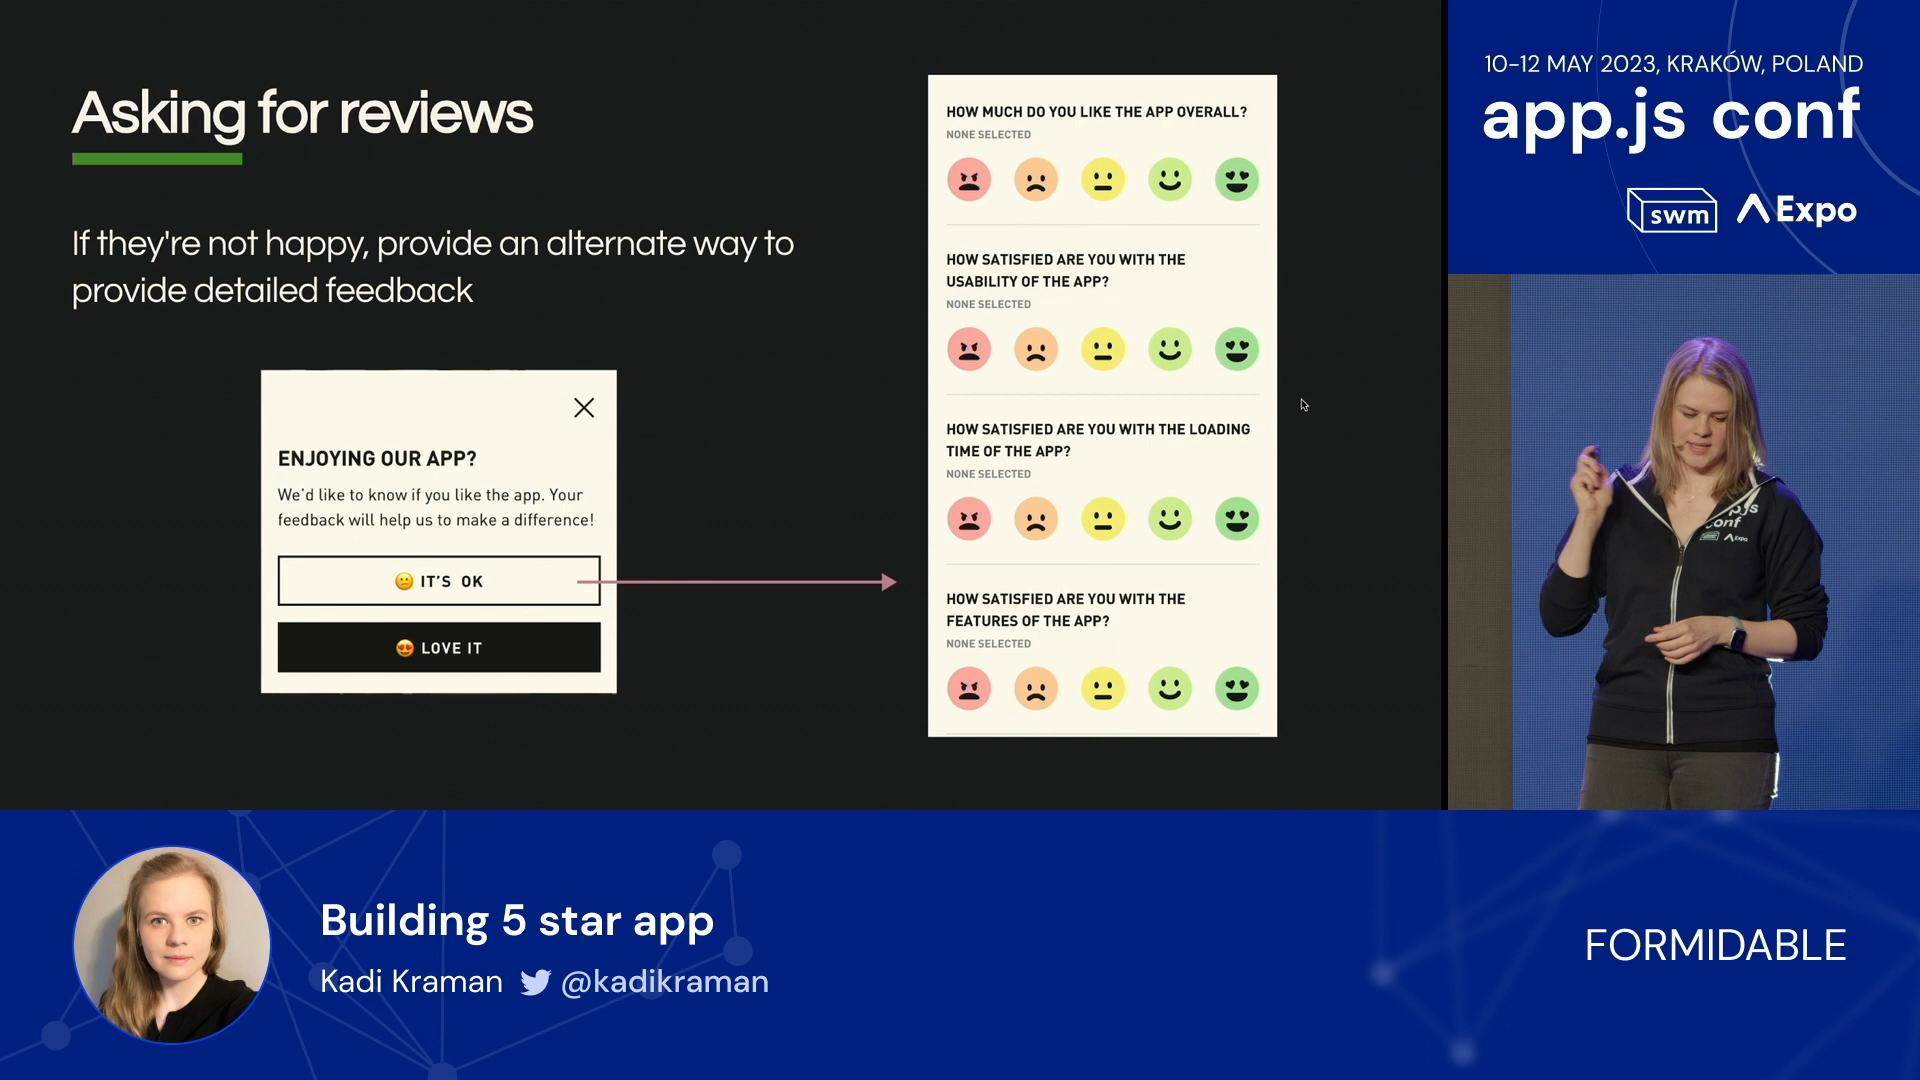 Asking for reviews
If they're not happy, provide an alternate way to
provide detailed feedback
ENJOYING OUR APP?
We'd like to know if you like the app. Your
feedback will help us to make a difference!
IT'S OK
LOVE IT
HOW MUCH DO YOU LIKE THE APP OVERALL?
NONE SELECTED
HOW SATISFIED ARE YOU WITH THE
USABILITY OF THE APP?
NONE SELECTED
HOW SATISFIED ARE YOU WITH THE LOADING
TIME OF THE APP?
NONE SELECTED
HOW SATISFIED ARE YOU WITH THE
FEATURES OF THE APP?
NONE SELECTED
10-12 MAY 2023, KRAKÓW, POLAND
app.js conf
swm Expo
conf
Expo
Building 5 star app
Kadi Kraman @kadikraman
FORMIDABLE